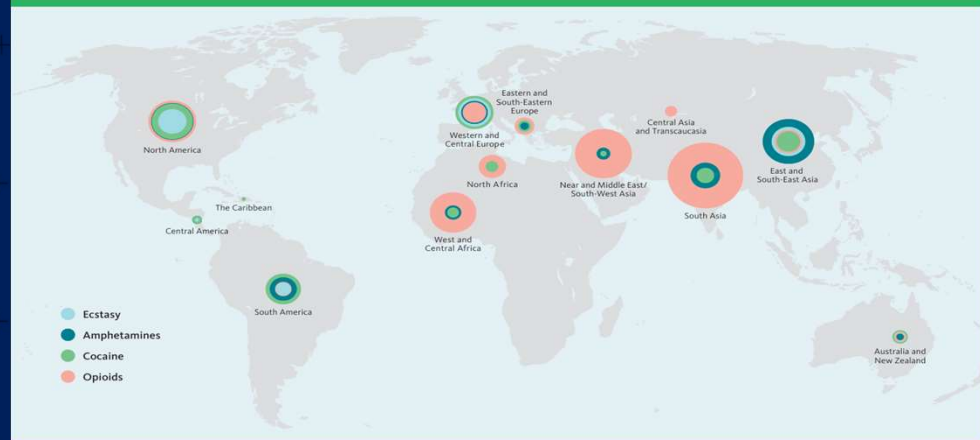 North America
Western and
Central Europe
Eastern and
South-Eastern
Europe
Central Asia
and Transcaucasia
East and
South-East Asia
North Africa
Near and Middle East/
South-West Asia
The Caribbean
Central America
West and
Central Africa
South Asia
South America
Australia and
New Zealand
Ecstasy
Amphetamines
Cocaine
Opioids